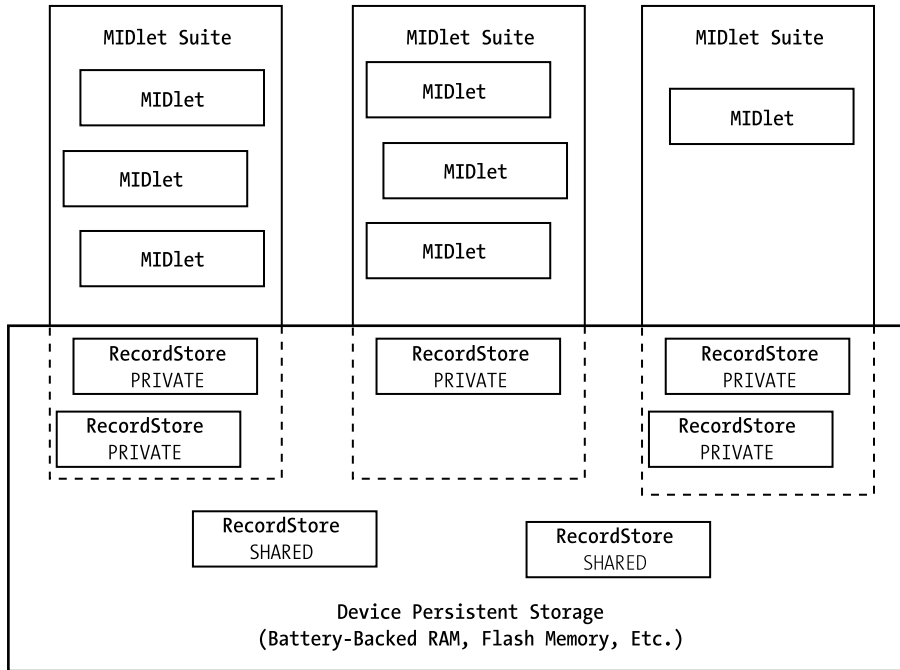 MIDlet Suite
MIDlet
MIDlet
MIDlet
MIDlet Suite
MIDlet
MIDlet
MIDlet
MIDlet Suite
MIDlet
RecordStore
PRIVATE
RecordStore
PRIVATE
RecordStore
PRIVATE
RecordStore
PRIVATE
RecordStore
PRIVATE
RecordStore
SHARED
RecordStore
SHARED
Device Persistent Storage
(Battery-Backed RAM, Flash Memory, Etc.)